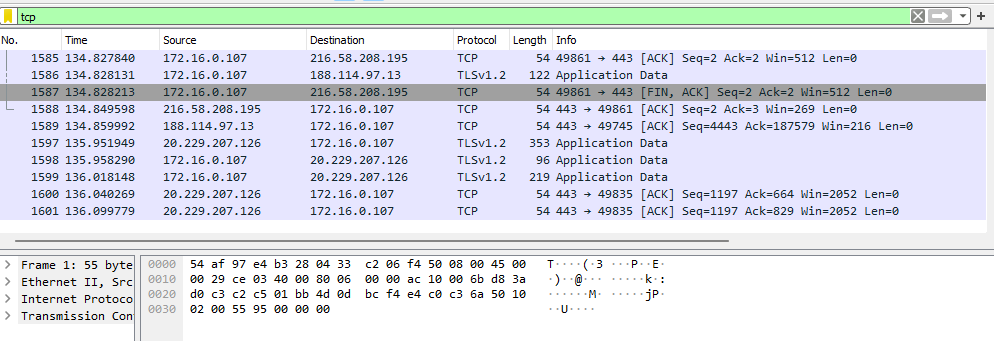 tcp
No. Time Source Destination Protocol Length Info
1585 134.827840 172.16.0.107 216.58.208.195 TCP 54 49861 → 443 [ACK] Seq=2 Ack=2 Win=512 Len=0
1586 134.828131 172.16.0.107 188.114.97.13 TLSv1.2 122 Application Data
1587 134.828213 172.16.0.107 216.58.208.195 TCP 54 49861 → 443 [FIN, ACK] Seq=2 Ack=2 Win=512 Len=0
1588 134.849598 216.58.208.195 172.16.0.107 TCP 54 443 → 49861 [ACK] Seq=2 Ack=3 Win=269 Len=0
1589 134.859992 188.114.97.13 172.16.0.107 TCP 54 443 → 49745 [ACK] Seq=4443 Ack=187579 Win=216 Len=0
1597 135.951949 20.229.207.126 172.16.0.107 TLSv1.2 353 Application Data
1598 135.958290 172.16.0.107 20.229.207.126 TLSv1.2 96 Application Data
1599 136.018148 172.16.0.107 20.229.207.126 TLSv1.2 219 Application Data
1600 136.040269 20.229.207.126 172.16.0.107 TCP 54 443 → 49835 [ACK] Seq=1197 Ack=664 Win=2052 Len=0
1601 136.099779 20.229.207.126 172.16.0.107 TCP 54 443 → 49835 [ACK] Seq=1197 Ack=829 Win=2052 Len=0
Frame 1: 55 byte 0000 54 af 97 e4 b3 28 04 33 c2 06 f4 50 08 00 45 00 T····(·3 ···P··E·
Ethernet II, Src 0010 00 29 ce 03 40 00 80 06 00 00 ac 10 00 6b d8 3a ·)··@··· ·····k·:
Internet Protoco 0020 d0 c3 c2 c5 01 bb 4d 0d bc f4 e4 c0 c3 6a 50 10 ······M· ·····jP·
Transmission Con 0030 02 00 55 95 00 00 00 ··U····